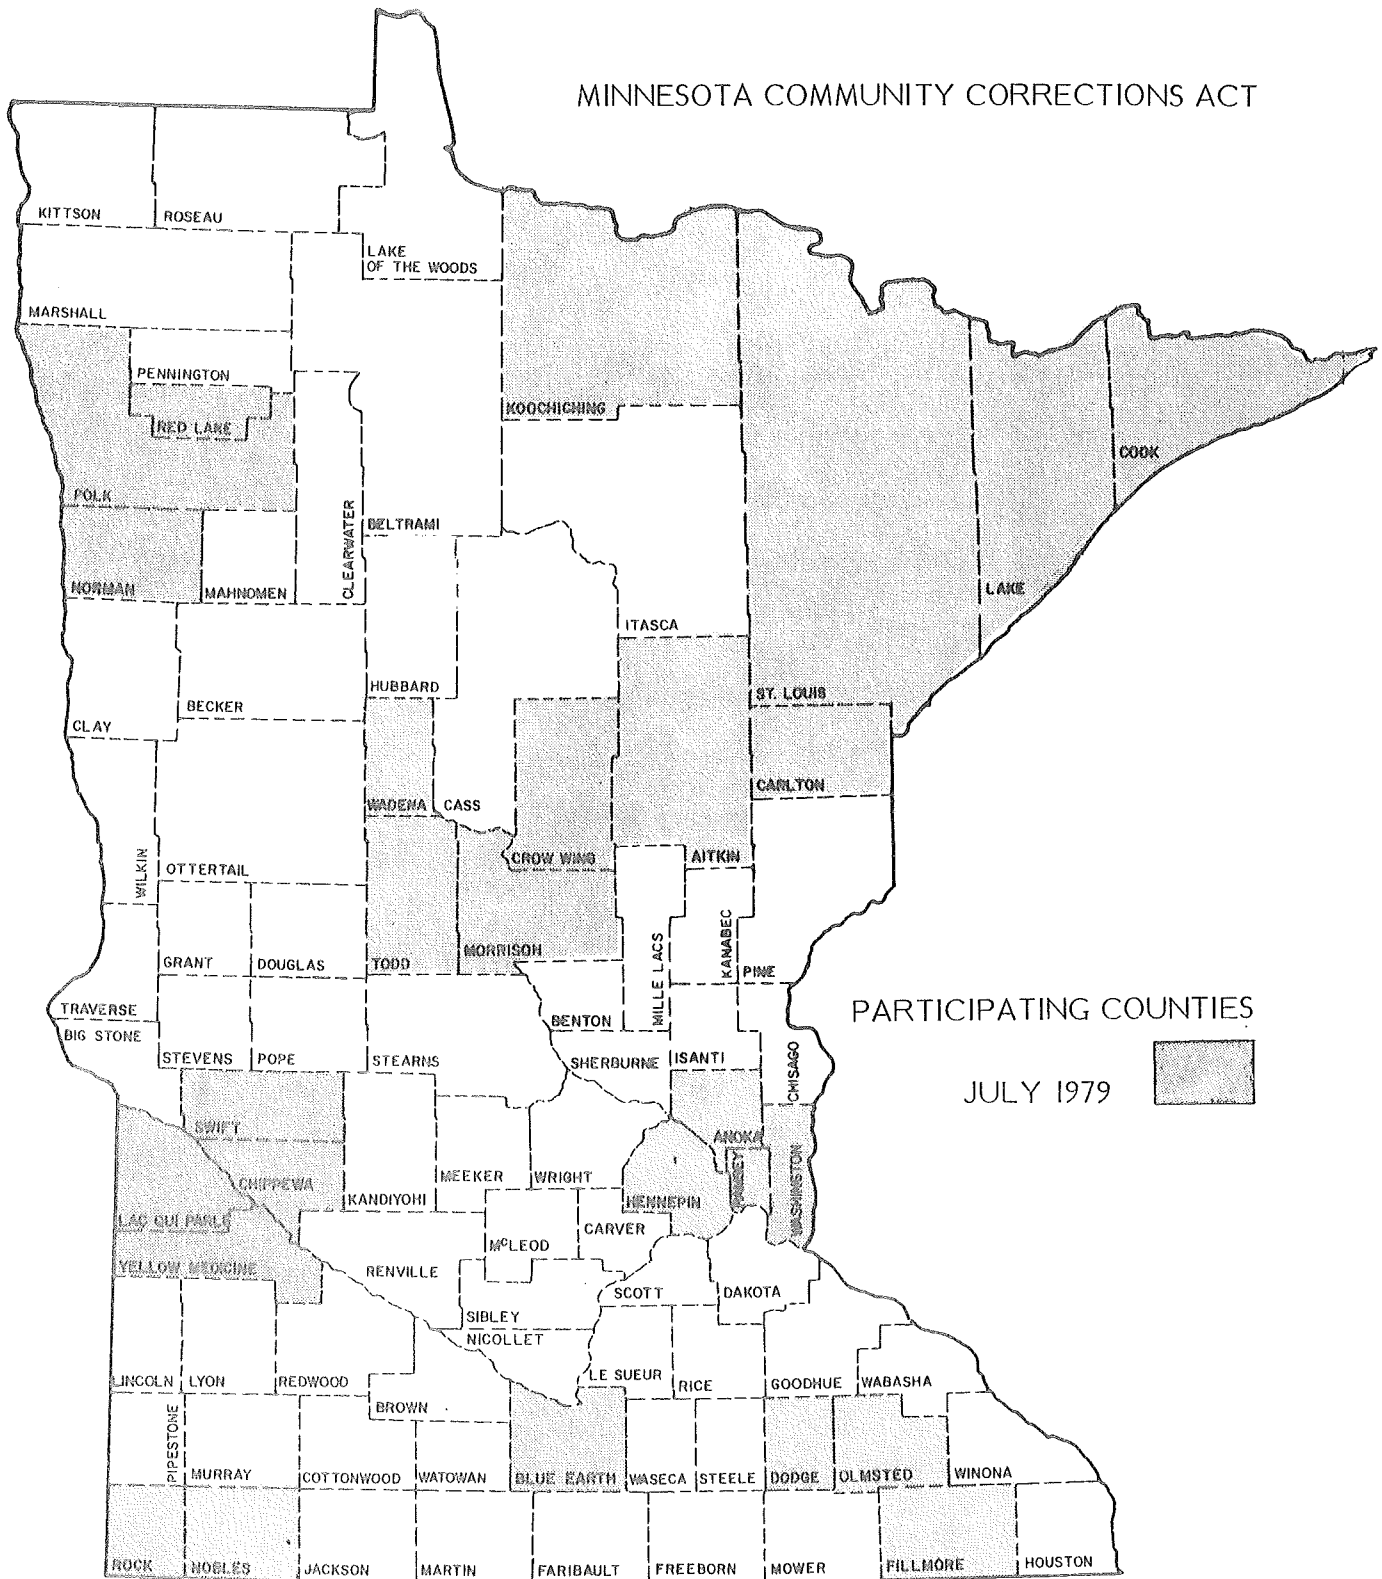 MINNESOTA COMMUNITY CORRECTIONS ACT
KITTSON
ROSEAU
LAKE
OF THE WOODS
MARSHALL
PENNINGTON
RED LAKE
KOOCHICHING
COOK
POLK
CLEARWATER
BELTRAMI
NORMAN
MAHNOMEN
LAKE
ITASCA
HUBBARD
ST. LOUIS
BECKER
CLAY
WADENA
CASS
CARLTON
WILKIN
OTTERTAIL
CROW WING
AITKIN
GRANT
DOUGLAS
TODD
MORRISON
MILLE LACS
KANABEC
PINE
TRAVERSE
BIG STONE
STEVENS
POPE
STEARNS
BENTON
SHERBURNE
ISANTI
CHISAGO
PARTICIPATING COUNTIES
JULY 1979
SWIFT
ANOKA
CHIPPEWA
KANDIYOHI
MEEKER
WRIGHT
HENNEPIN
RAMSEY
WASHINGTON
LAC QUI PARLE
CARVER
McLEOD
YELLOW MEDICINE
RENVILLE
SCOTT
DAKOTA
SIBLEY
NICOLLET
LINCOLN
LYON
REDWOOD
BROWN
LE SUEUR
RICE
GOODHUE
WABASHA
PIPESTONE
MURRAY
COTTONWOOD
WATOWAN
BLUE EARTH
WASECA
STEELE
DODGE
OLMSTED
WINONA
ROCK
NOBLES
JACKSON
MARTIN
FARIBAULT
FREEBORN
MOWER
FILLMORE
HOUSTON